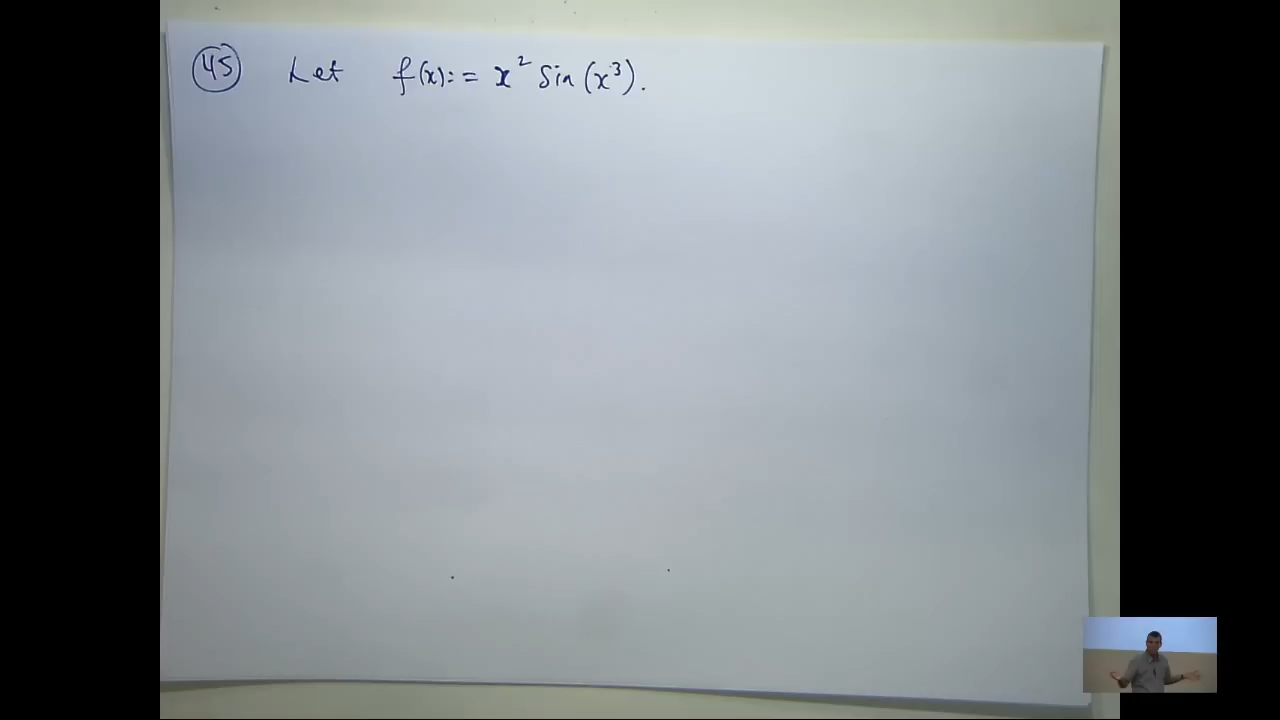 45 Let f(x):= x² Sin (x³).